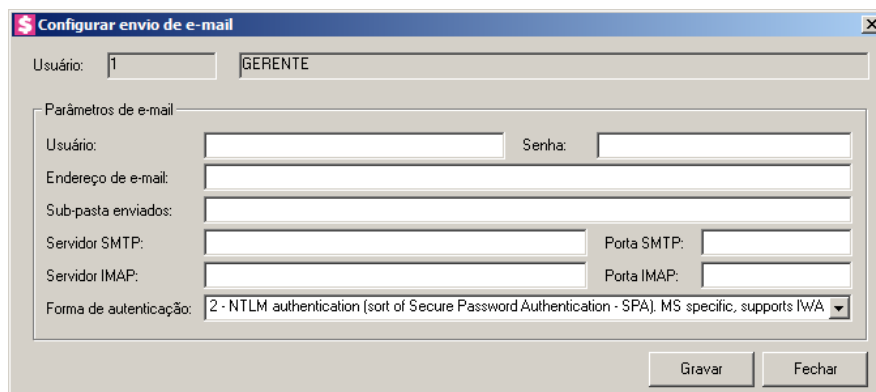 Configurar envio de e-mail
Usuário: 1 GERENTE
Parâmetros de e-mail
Usuário: Senha:
Endereço de e-mail:
Sub-pasta enviados:
Servidor SMTP: Porta SMTP:
Servidor IMAP: Porta IMAP:
Forma de autenticação: 2 - NTLM authentication (sort of Secure Password Authentication - SPA). MS specific, supports IWA
Gravar Fechar